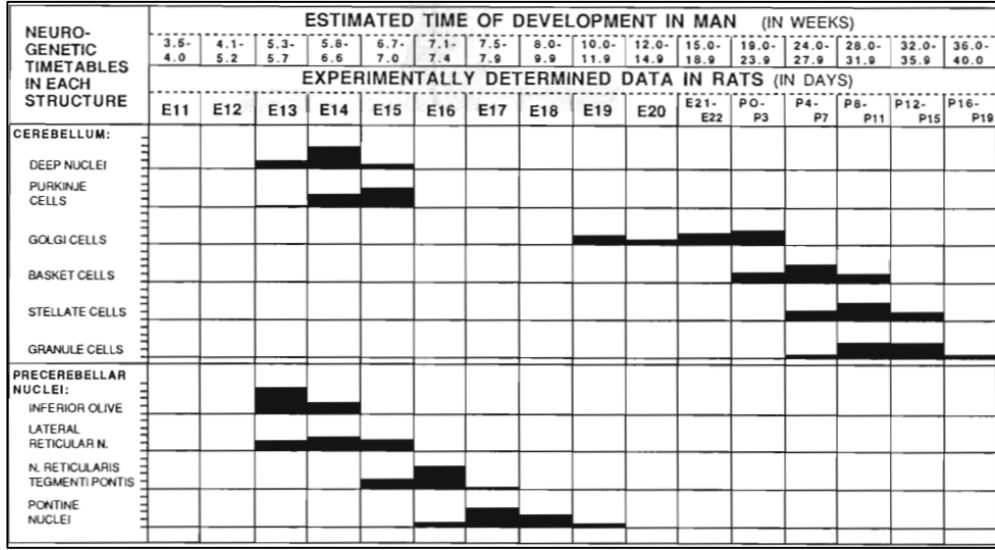 ESTIMATED TIME OF DEVELOPMENT IN MAN (IN WEEKS)
NEURO-
GENETIC
TIMETABLES
IN EACH
STRUCTURE
3.5- 4.1- 5.3- 5.8- 6.7- 7.1- 7.5- 8.0- 10.0- 12.0- 15.0- 19.0- 24.0- 28.0- 32.0- 36.0-
4.0 5.2 5.7 6.6 7.0 7.4 7.9 9.9 11.9 14.9 18.9 23.9 27.9 31.9 35.9 40.0
EXPERIMENTALLY DETERMINED DATA IN RATS (IN DAYS)
E11 E12 E13 E14 E15 E16 E17 E18 E19 E20 E21- P0- P4- P8- P12- P16-
E22 P3 P7 P11 P15 P19
CEREBELLUM:
DEEP NUCLEI
PURKINJE
CELLS
GOLGI CELLS
BASKET CELLS
STELLATE CELLS
GRANULE CELLS
PRECEREBELLAR
NUCLEI:
INFERIOR OLIVE
LATERAL
RETICULAR N.
N. RETICULARIS
TEGMENTI PONTIS
PONTINE
NUCLEI